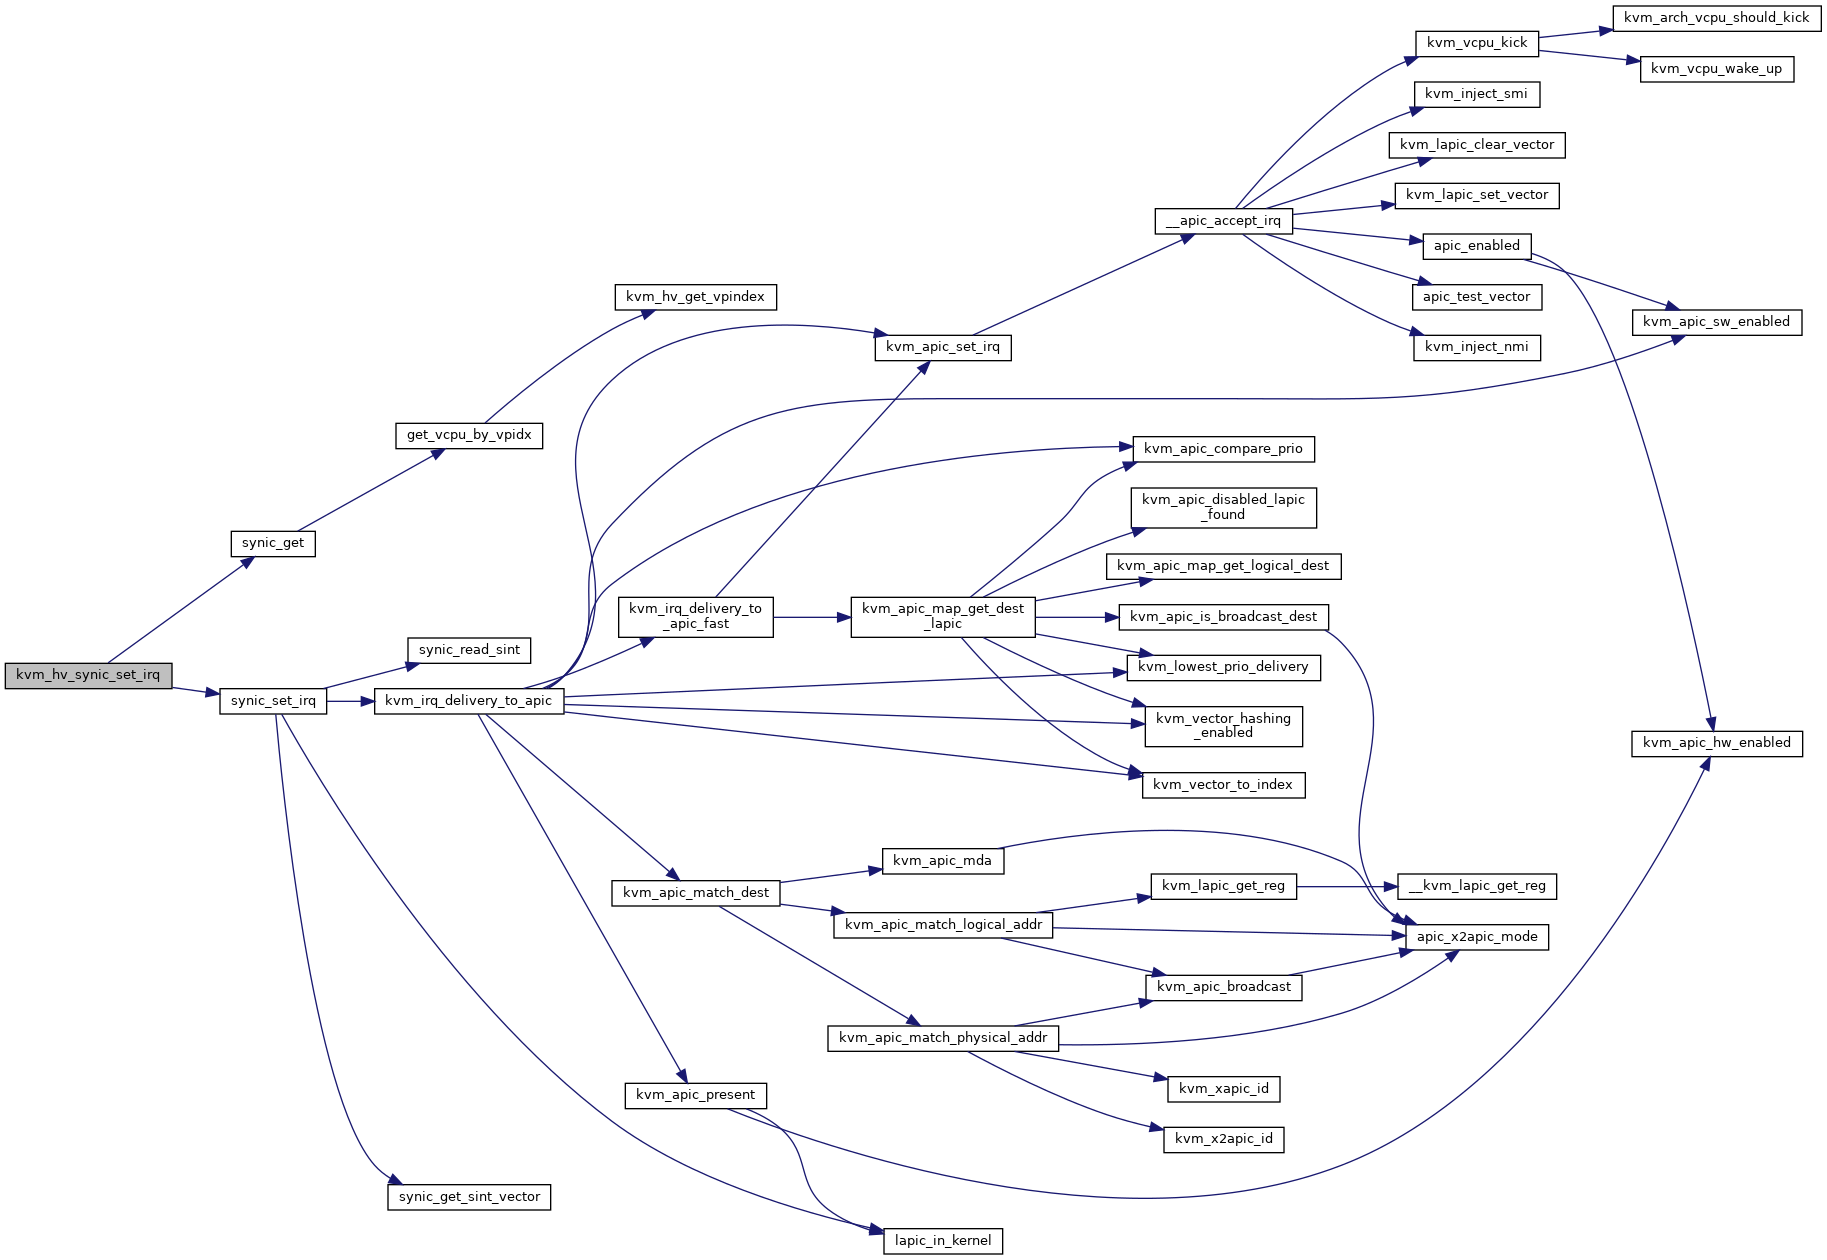 kvm_arch_vcpu_should_kick
kvm_vcpu_kick
kvm_vcpu_wake_up
kvm_inject_smi
kvm_lapic_clear_vector
kvm_lapic_set_vector
__apic_accept_irq
apic_enabled
kvm_hv_get_vpindex
apic_test_vector
kvm_apic_sw_enabled
kvm_apic_set_irq
kvm_inject_nmi
get_vcpu_by_vpidx
kvm_apic_compare_prio
kvm_apic_disabled_lapic
_found
synic_get
kvm_apic_map_get_logical_dest
kvm_irq_delivery_to
_apic_fast
kvm_apic_map_get_dest
_lapic
kvm_apic_is_broadcast_dest
synic_read_sint
kvm_lowest_prio_delivery
kvm_hv_synic_set_irq
synic_set_irq
kvm_irq_delivery_to_apic
kvm_vector_hashing
_enabled
kvm_apic_hw_enabled
kvm_vector_to_index
kvm_apic_mda
kvm_apic_match_dest
kvm_lapic_get_reg
__kvm_lapic_get_reg
kvm_apic_match_logical_addr
apic_x2apic_mode
kvm_apic_broadcast
kvm_apic_match_physical_addr
kvm_xapic_id
kvm_apic_present
kvm_x2apic_id
synic_get_sint_vector
lapic_in_kernel